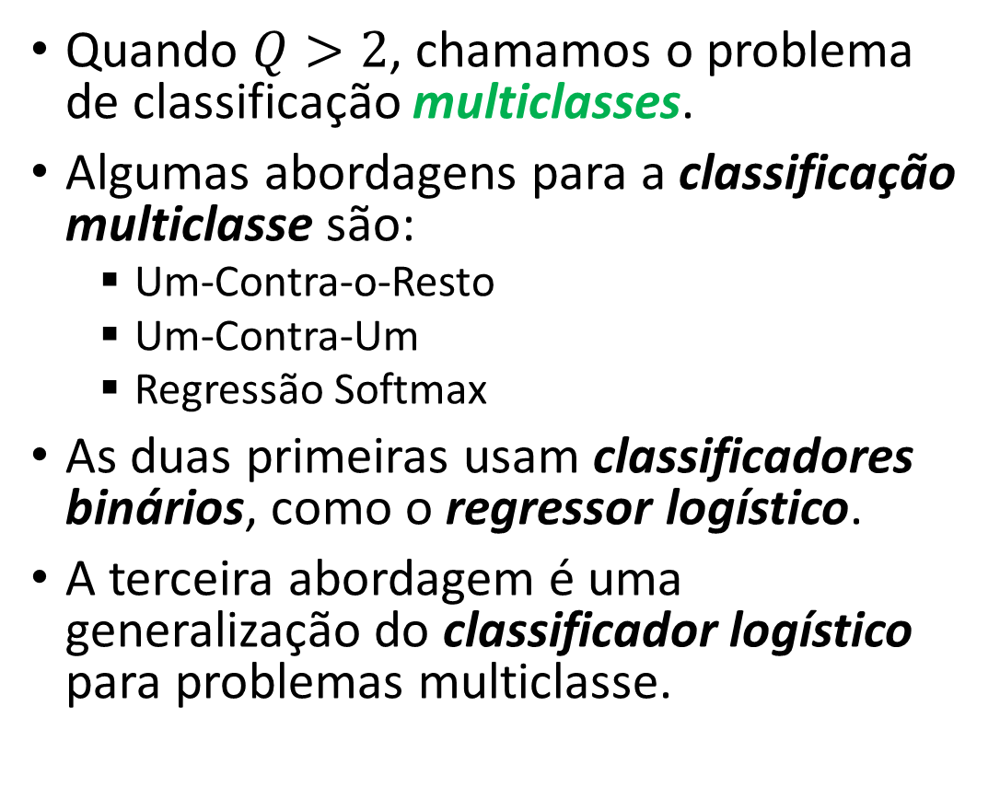 • Quando 𝑄 > 2, chamamos o problema
de classificação multiclasses.
• Algumas abordagens para a classificação
multiclasse são:
▪ Um-Contra-o-Resto
▪ Um-Contra-Um
▪ Regressão Softmax
• As duas primeiras usam classificadores
binários, como o regressor logístico.
• A terceira abordagem é uma
generalização do classificador logístico
para problemas multiclasse.